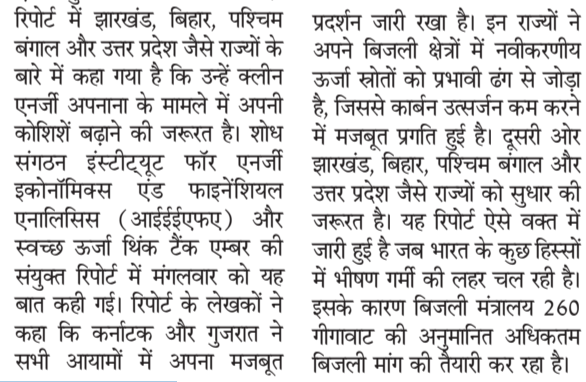 रिपोर्ट में झारखंड, बिहार, पश्चिम
बंगाल और उत्तर प्रदेश जैसे राज्यों के
बारे में कहा गया है कि उन्हें क्लीन
एनर्जी अपनाना के मामले में अपनी
कोशिशें बढ़ाने की जरूरत है। शोध
संगठन इंस्टीट्यूट फॉर एनर्जी
इकोनॉमिक्स एंड फाइनेंशियल
एनालिसिस (आईईईएफए) और
स्वच्छ ऊर्जा थिंक टैंक एम्बर की
संयुक्त रिपोर्ट में मंगलवार को यह
बात कही गई। रिपोर्ट के लेखकों ने
कहा कि कर्नाटक और गुजरात ने
सभी आयामों में अपना मजबूत
प्रदर्शन जारी रखा है। इन राज्यों ने
अपने बिजली क्षेत्रों में नवीकरणीय
ऊर्जा स्रोतों को प्रभावी ढंग से जोड़ा
है, जिससे कार्बन उत्सर्जन कम करने
में मजबूत प्रगति हुई है। दूसरी ओर
झारखंड, बिहार, पश्चिम बंगाल और
उत्तर प्रदेश जैसे राज्यों को सुधार की
जरूरत है। यह रिपोर्ट ऐसे वक्त में
जारी हुई है जब भारत के कुछ हिस्सों
में भीषण गर्मी की लहर चल रही है।
इसके कारण बिजली मंत्रालय 260
गीगावाट की अनुमानित अधिकतम
बिजली मांग की तैयारी कर रहा है।